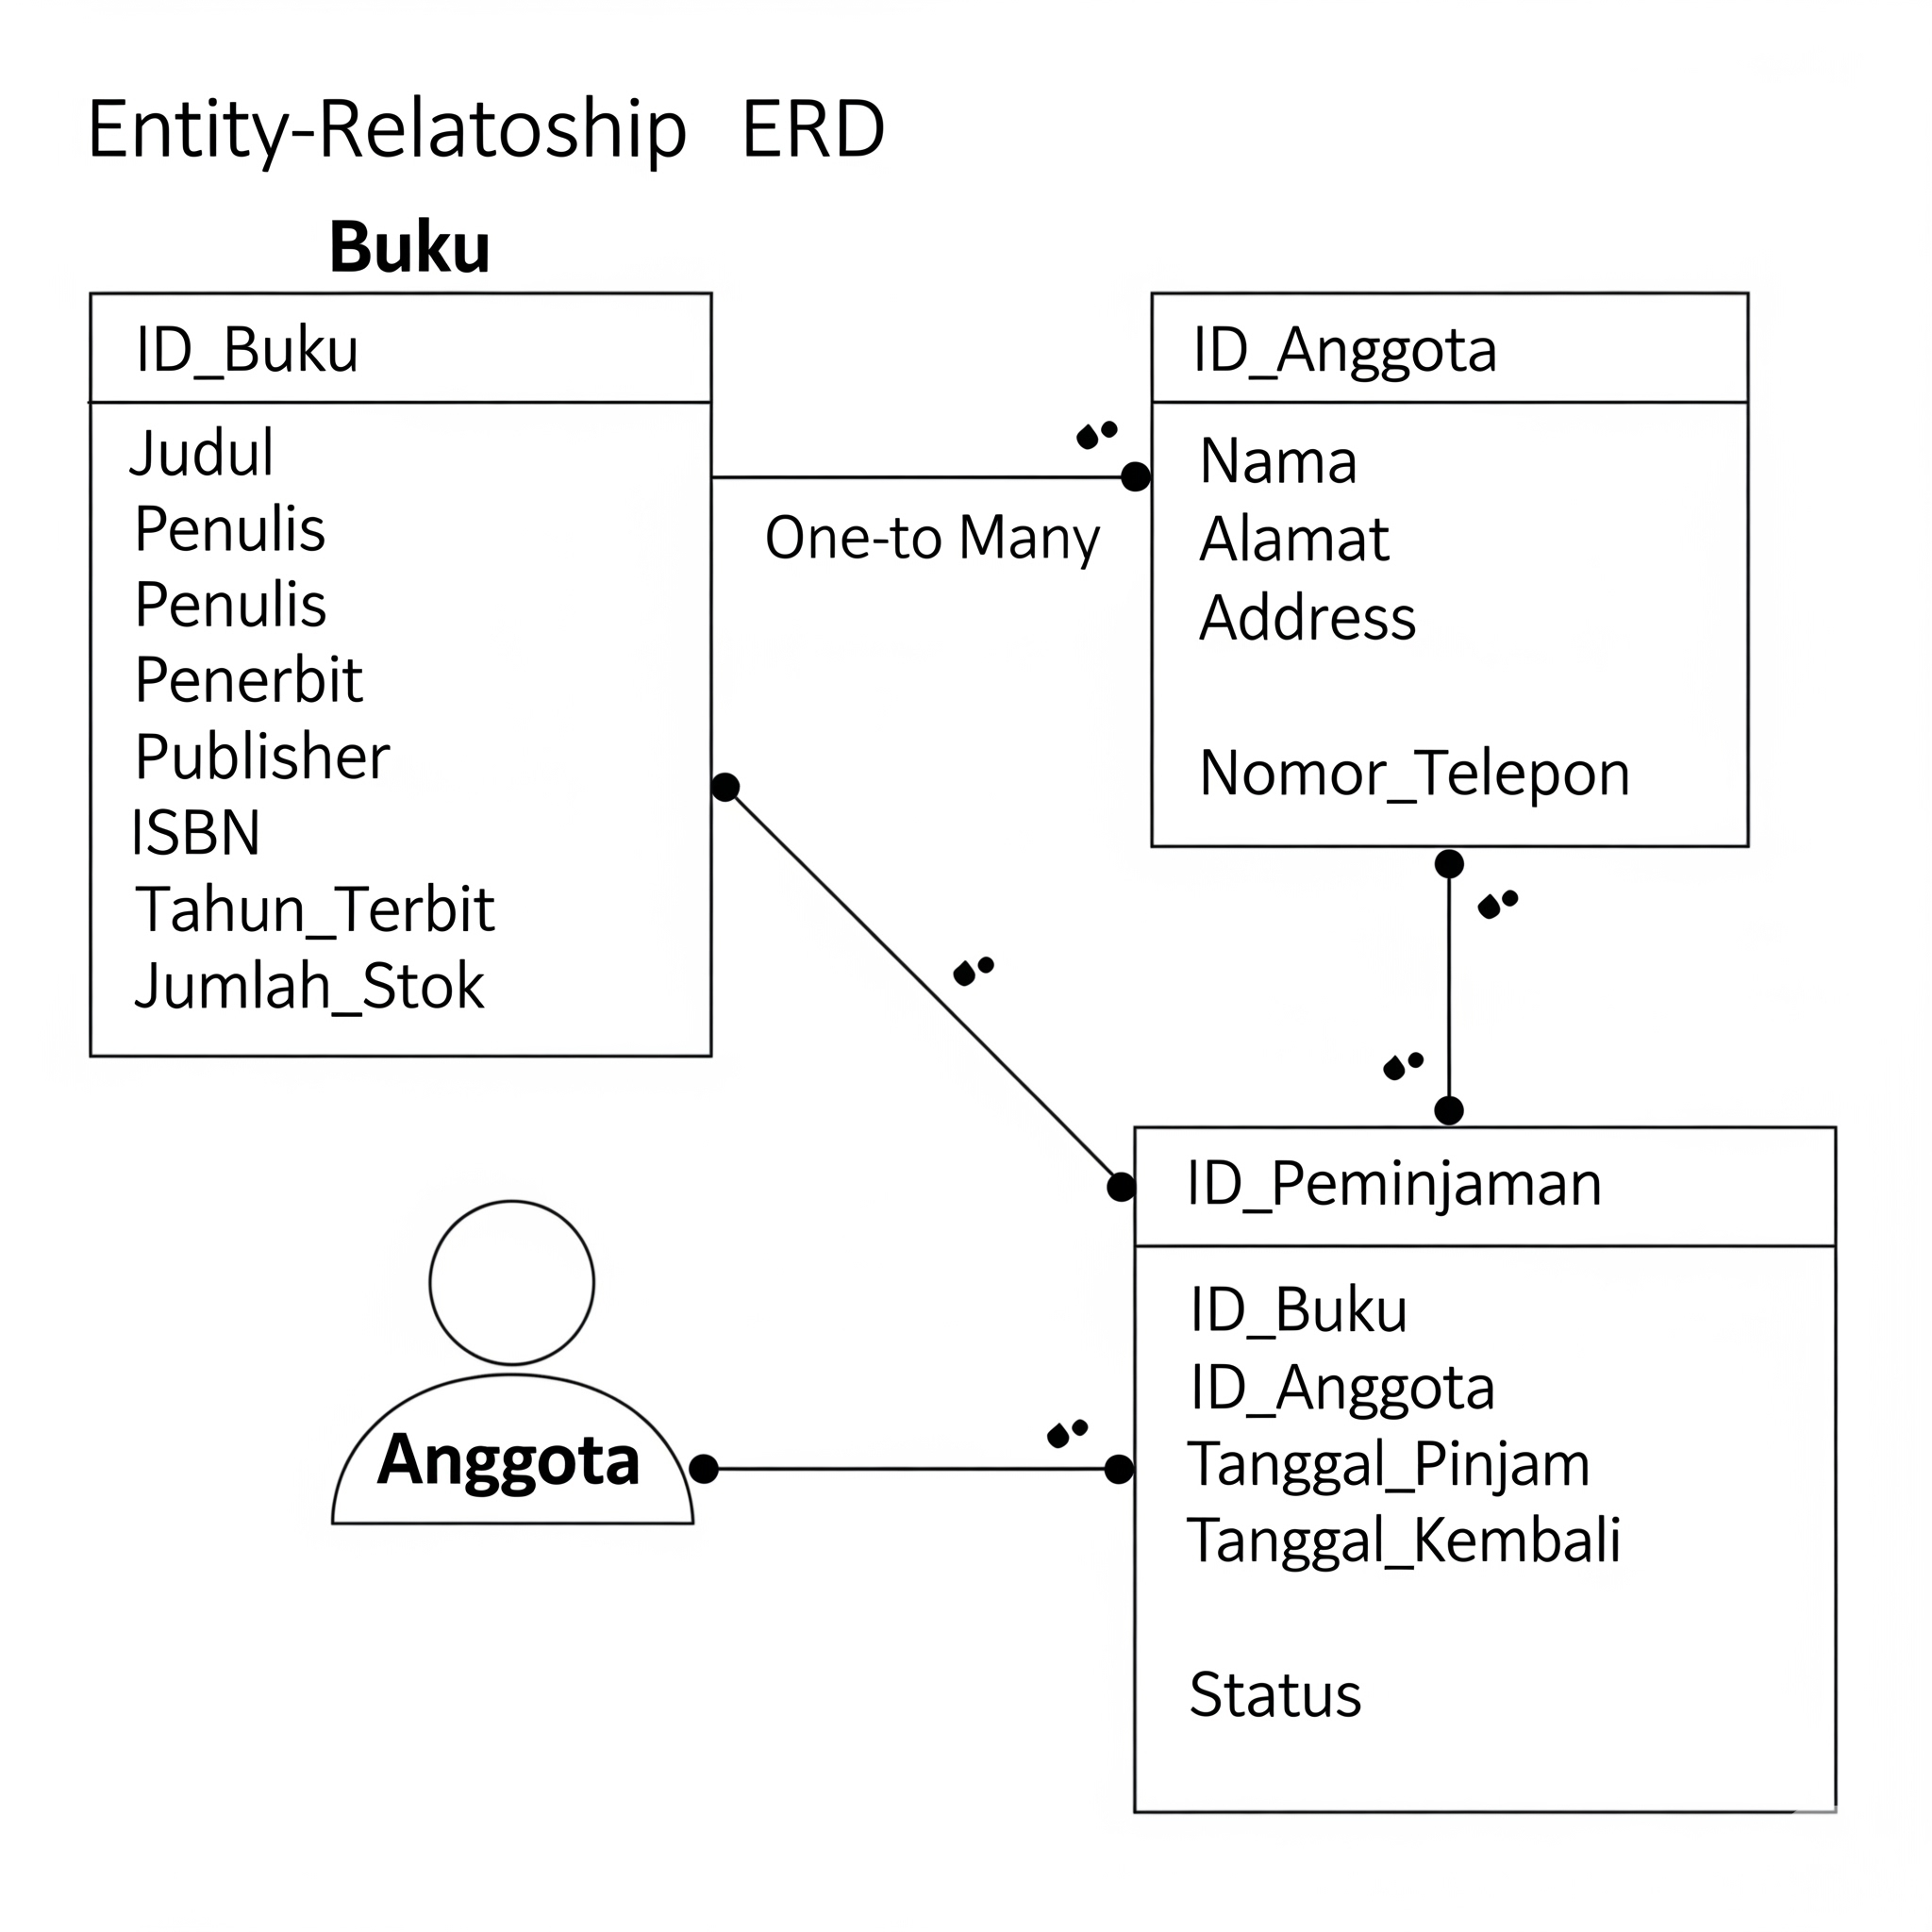 Entity-Relatoship ERD
Buku
ID_Buku
Judul
Penulis
Penulis
Penerbit
Publisher
ISBN
Tahun_Terbit
Jumlah_Stok
One-to Many
ID_Anggota
Nama
Alamat
Address
Nomor_Telepon
Anggota
ID_Peminjaman
ID_Buku
ID_Anggota
Tanggal_Pinjam
Tanggal_Kembali
Status